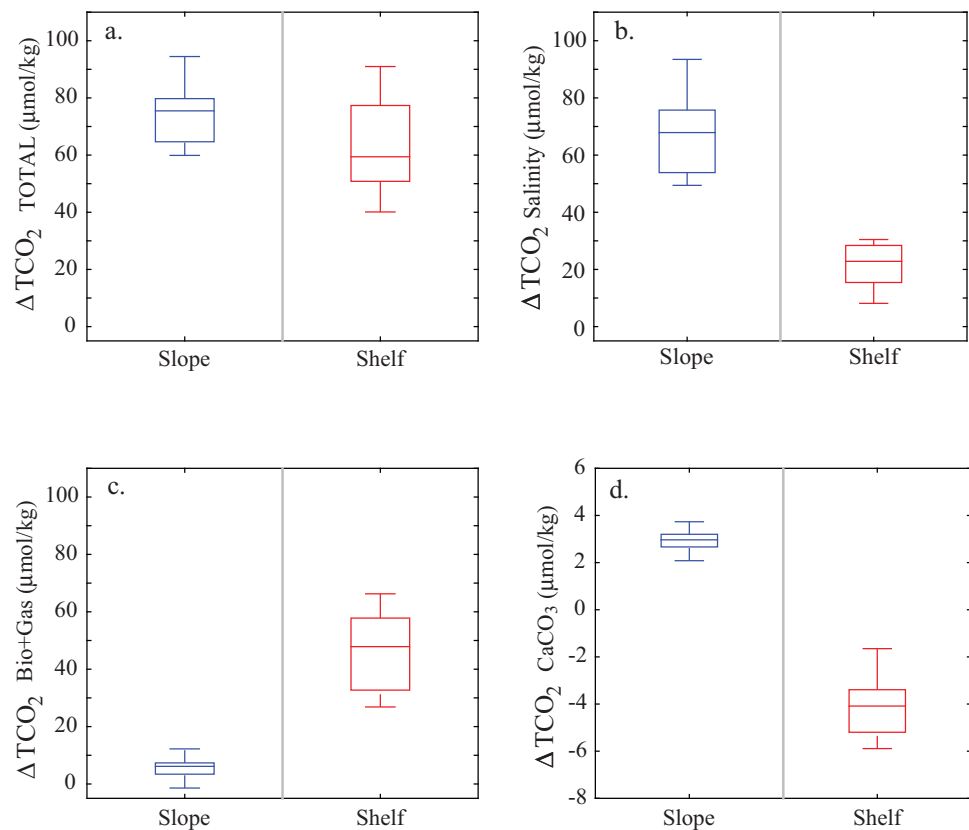 a.
100
80
60
40
20
0
Δ TCO₂ TOTAL (µmol/kg)
Slope
Shelf
b.
100
80
60
40
20
0
Δ TCO₂ Salinity (µmol/kg)
Slope
Shelf
c.
100
80
60
40
20
0
Δ TCO₂ Bio+Gas (µmol/kg)
Slope
Shelf
d.
6
4
2
0
-2
-4
-6
-8
Δ TCO₂ CaCO₃ (µmol/kg)
Slope
Shelf